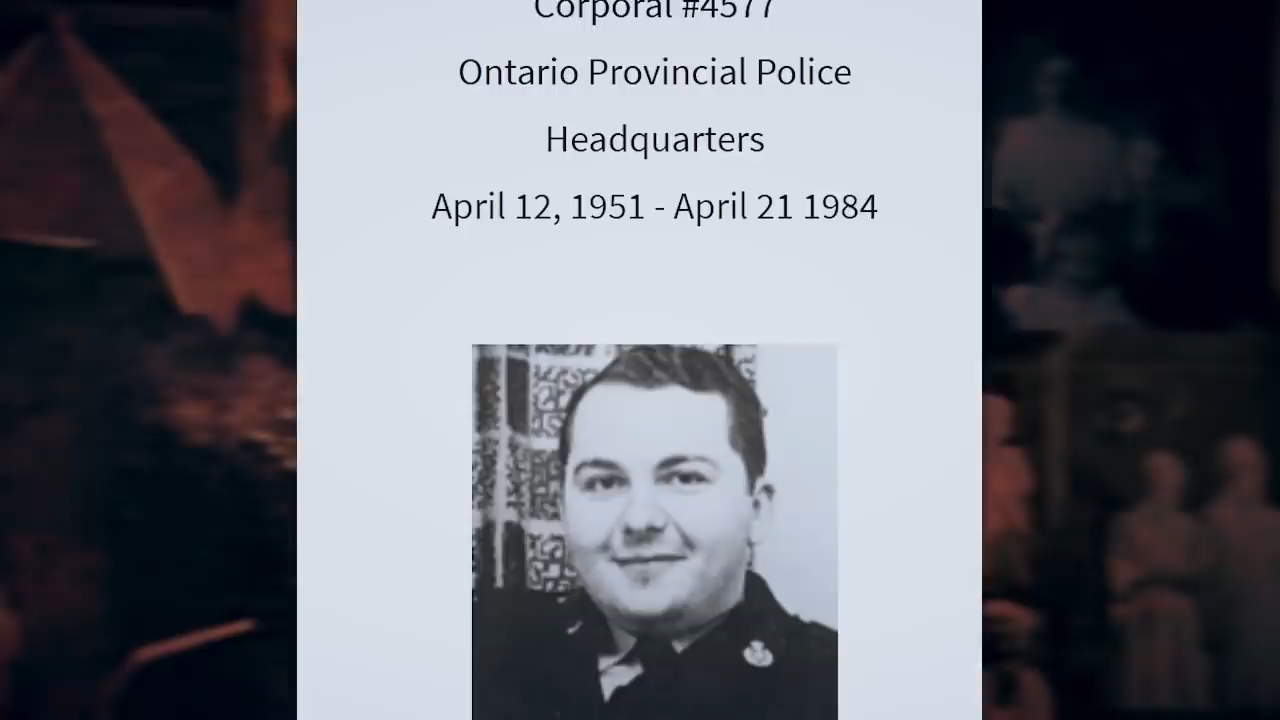 Corporal #4577
Ontario Provincial Police
Headquarters
April 12, 1951 - April 21 1984